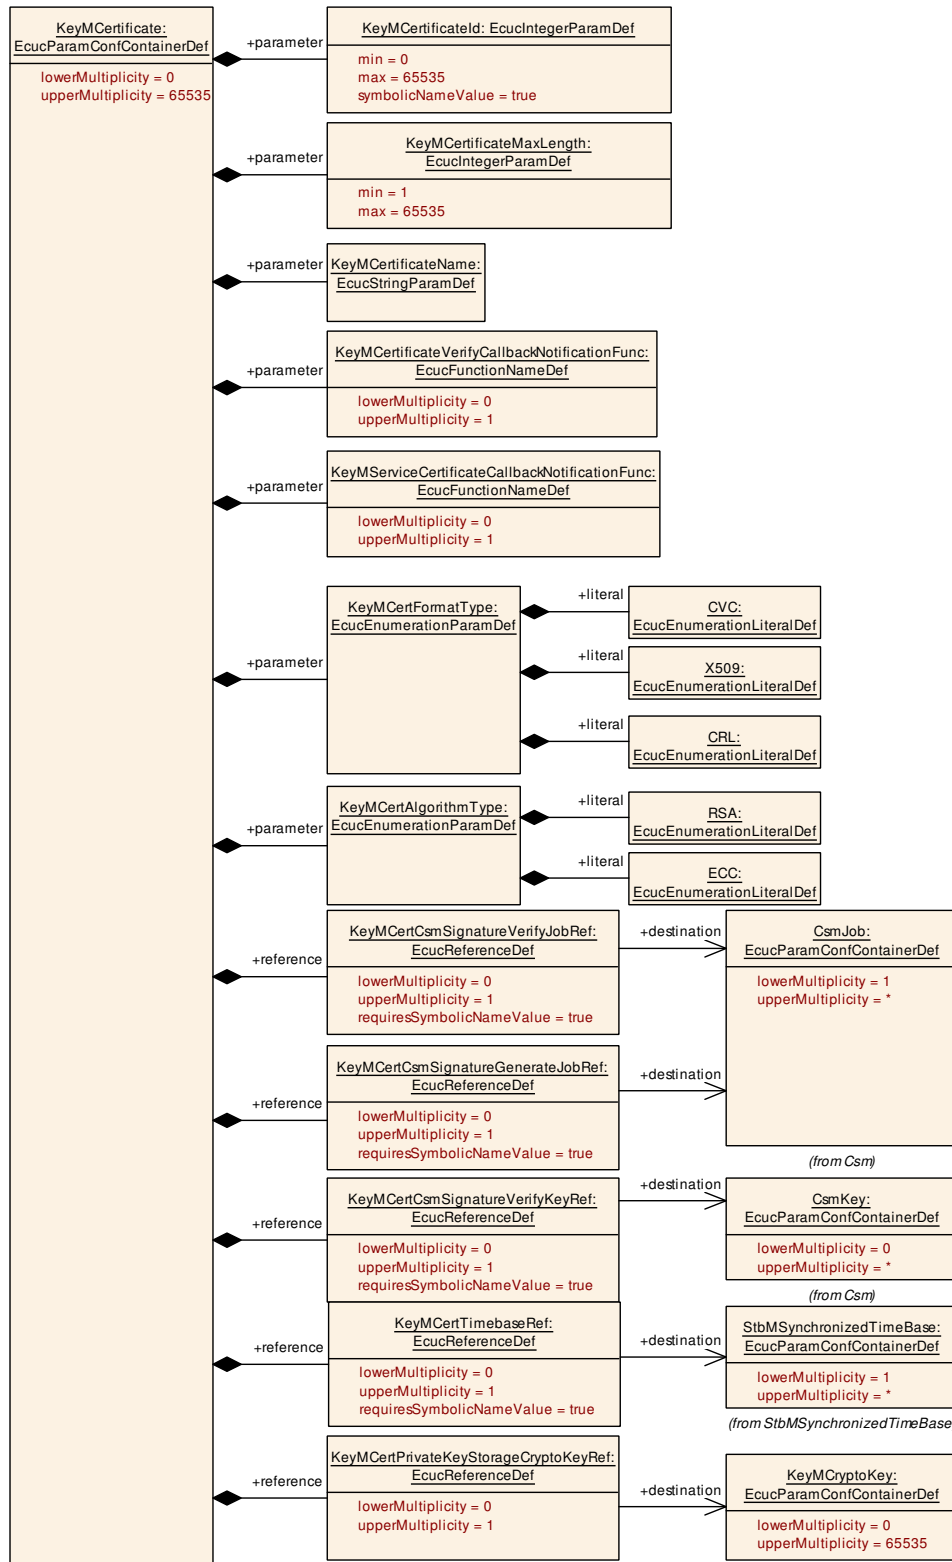 KeyMCertificate:
EcucParamConfContainerDef
lowerMultiplicity = 0
upperMultiplicity = 65535
+parameter
KeyMCertificateId: EcucIntegerParamDef
min = 0
max = 65535
symbolicNameValue = true
+parameter
KeyMCertificateMaxLength:
EcucIntegerParamDef
min = 1
max = 65535
+parameter
KeyMCertificateName:
EcucStringParamDef
+parameter
KeyMCertificateVerifyCallbackNotificationFunc:
EcucFunctionNameDef
lowerMultiplicity = 0
upperMultiplicity = 1
+parameter
KeyMServiceCertificateCallbackNotificationFunc:
EcucFunctionNameDef
lowerMultiplicity = 0
upperMultiplicity = 1
+parameter
KeyMCertFormatType:
EcucEnumerationParamDef
+literal
CVC:
EcucEnumerationLiteralDef
+literal
X509:
EcucEnumerationLiteralDef
+literal
CRL:
EcucEnumerationLiteralDef
+parameter
KeyMCertAlgorithmType:
EcucEnumerationParamDef
+literal
RSA:
EcucEnumerationLiteralDef
+literal
ECC:
EcucEnumerationLiteralDef
+reference
KeyMCertCsmSignatureVerifyJobRef:
EcucReferenceDef
lowerMultiplicity = 0
upperMultiplicity = 1
requiresSymbolicNameValue = true
+destination
CsmJob:
EcucParamConfContainerDef
lowerMultiplicity = 1
upperMultiplicity = *
(from Csm)
+reference
KeyMCertCsmSignatureGenerateJobRef:
EcucReferenceDef
lowerMultiplicity = 0
upperMultiplicity = 1
requiresSymbolicNameValue = true
+destination
+reference
KeyMCertCsmSignatureVerifyKeyRef:
EcucReferenceDef
lowerMultiplicity = 0
upperMultiplicity = 1
requiresSymbolicNameValue = true
+destination
CsmKey:
EcucParamConfContainerDef
lowerMultiplicity = 0
upperMultiplicity = *
(from Csm)
+reference
KeyMCertTimebaseRef:
EcucReferenceDef
lowerMultiplicity = 0
upperMultiplicity = 1
requiresSymbolicNameValue = true
+destination
StbMSynchronizedTimeBase:
EcucParamConfContainerDef
lowerMultiplicity = 1
upperMultiplicity = *
(from StbMSynchronizedTimeBase
+reference
KeyMCertPrivateKeyStorageCryptoKeyRef:
EcucReferenceDef
lowerMultiplicity = 0
upperMultiplicity = 1
+destination
KeyMCryptoKey:
EcucParamConfContainerDef
lowerMultiplicity = 0
upperMultiplicity = 65535